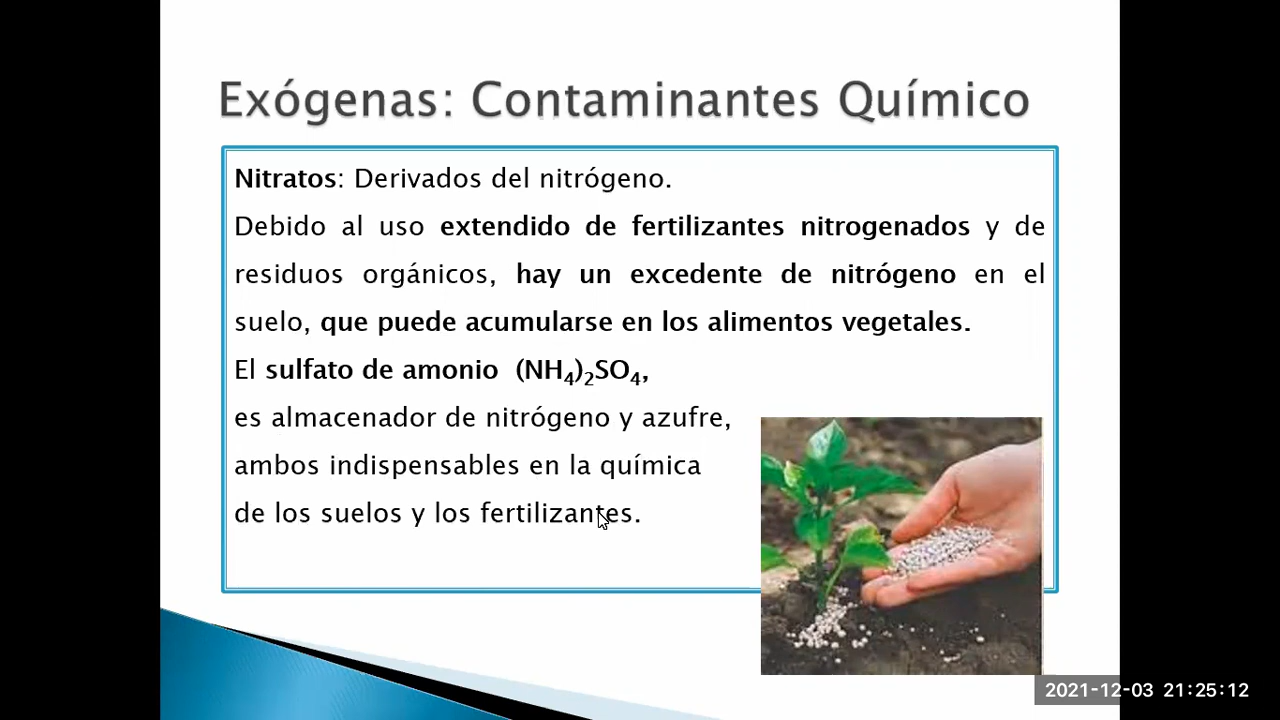 Exógenas: Contaminantes Químico
Nitratos: Derivados del nitrógeno.
Debido al uso extendido de fertilizantes nitrogenados y de
residuos orgánicos, hay un excedente de nitrógeno en el
suelo, que puede acumularse en los alimentos vegetales.
El sulfato de amonio (NH₄)₂SO₄,
es almacenador de nitrógeno y azufre,
ambos indispensables en la química
de los suelos y los fertilizantes.
2021-12-03 21:25:12